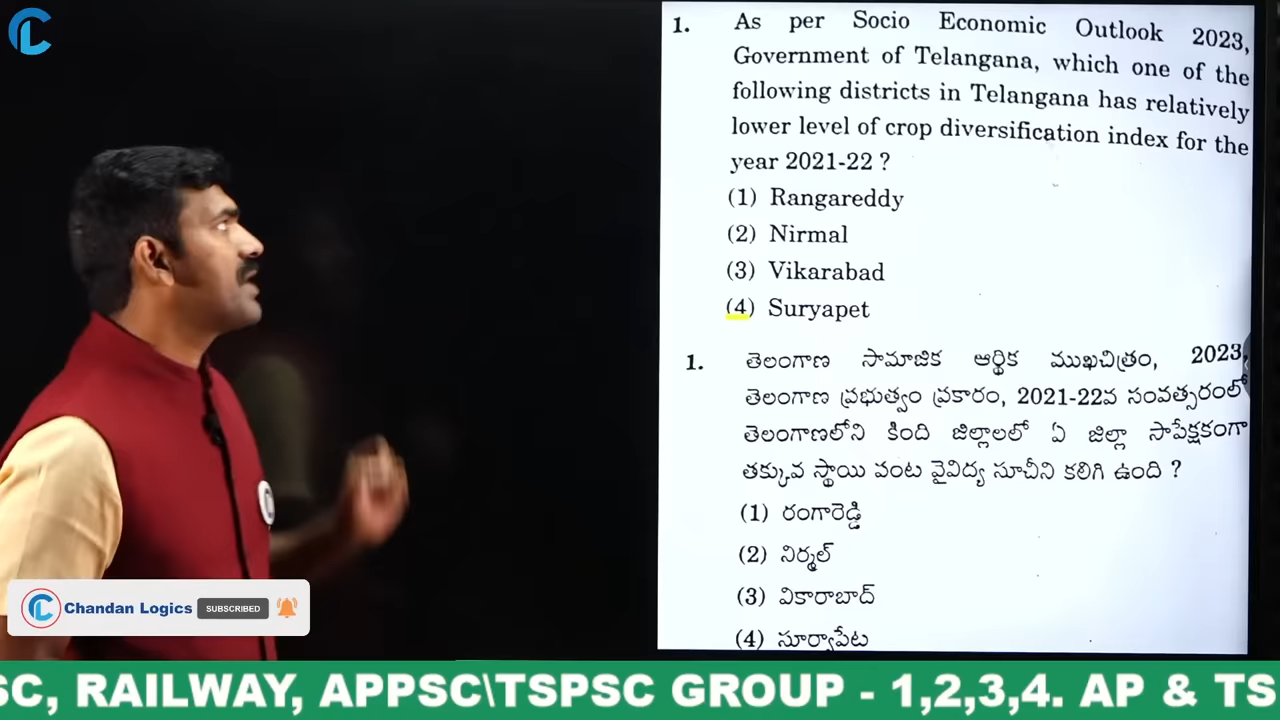 1. As per Socio Economic Outlook 2023,
Government of Telangana, which one of the
following districts in Telangana has relatively
lower level of crop diversification index for the
year 2021-22 ?
(1) Rangareddy
(2) Nirmal
(3) Vikarabad
(4) Suryapet
1. తెలంగాణ సామాజిక ఆర్థిక ముఖచిత్రం, 2023,
తెలంగాణ ప్రభుత్వం ప్రకారం, 2021-22వ సంవత్సరంలో
తెలంగాణలోని కింది జిల్లాలలో ఏ జిల్లా సాపేక్షకంగా
తక్కువ స్థాయి పంట వైవిద్య సూచీని కలిగి ఉంది ?
(1) రంగారెడ్డి
(2) నిర్మల్
(3) వికారాబాద్
(4) సూర్యాపేట
Chandan Logics SUBSCRIBED
SC, RAILWAY, APPSC\TSPSC GROUP - 1,2,3,4. AP & TS